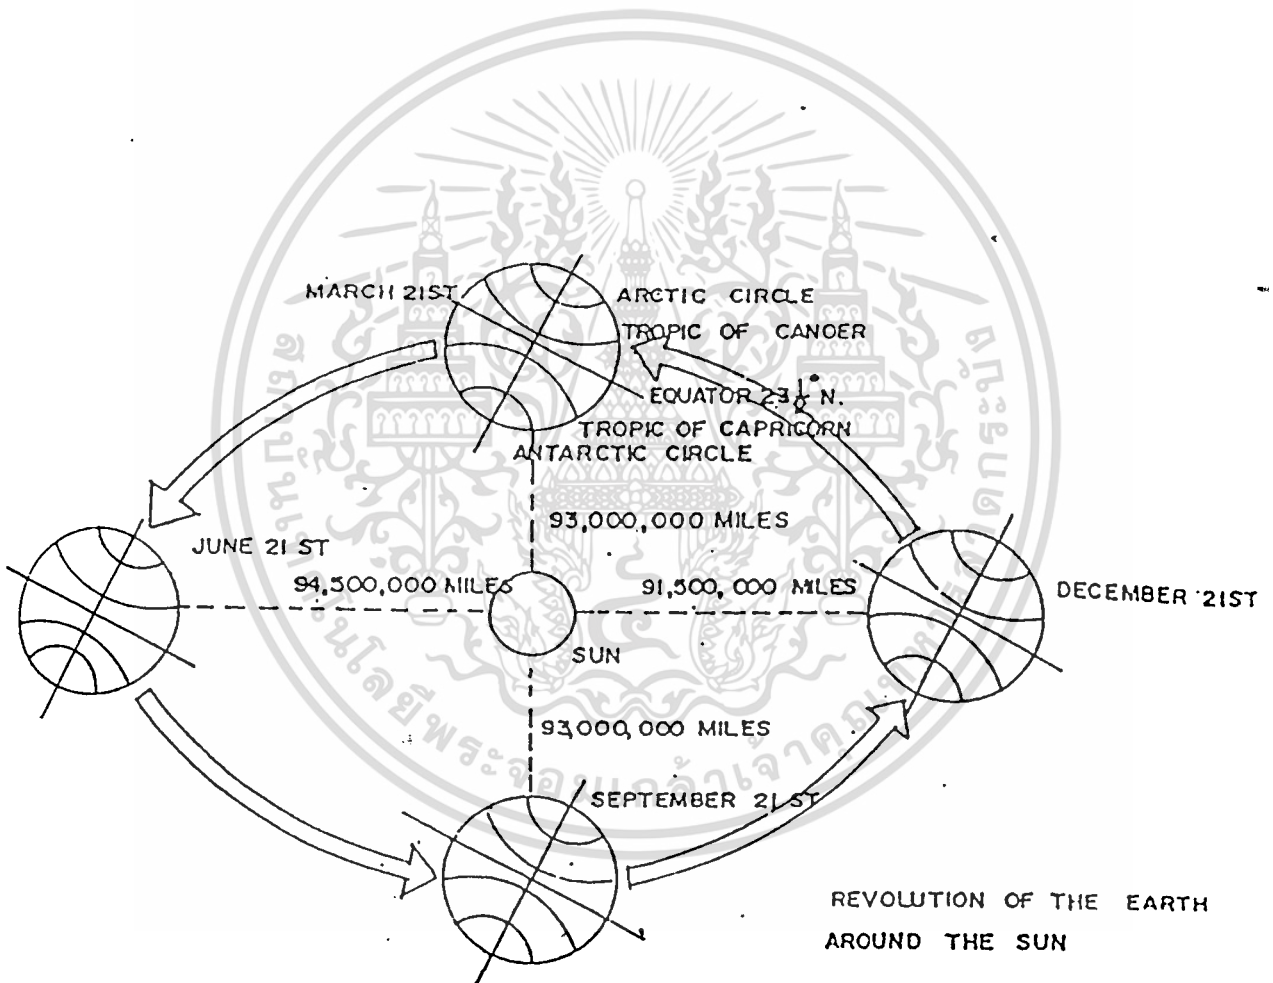 MARCH 21ST
ARCTIC CIRCLE
TROPIC OF CANOER
EQUATOR 23½° N.
TROPIC OF CAPRICORN
ANTARCTIC CIRCLE
93,000,000 MILES
JUNE 21 ST
94,500,000 MILES
91,500,000 MILES
DECEMBER 21ST
SUN
93,000,000 MILES
SEPTEMBER 21ST
REVOLUTION OF THE EARTH
AROUND THE SUN